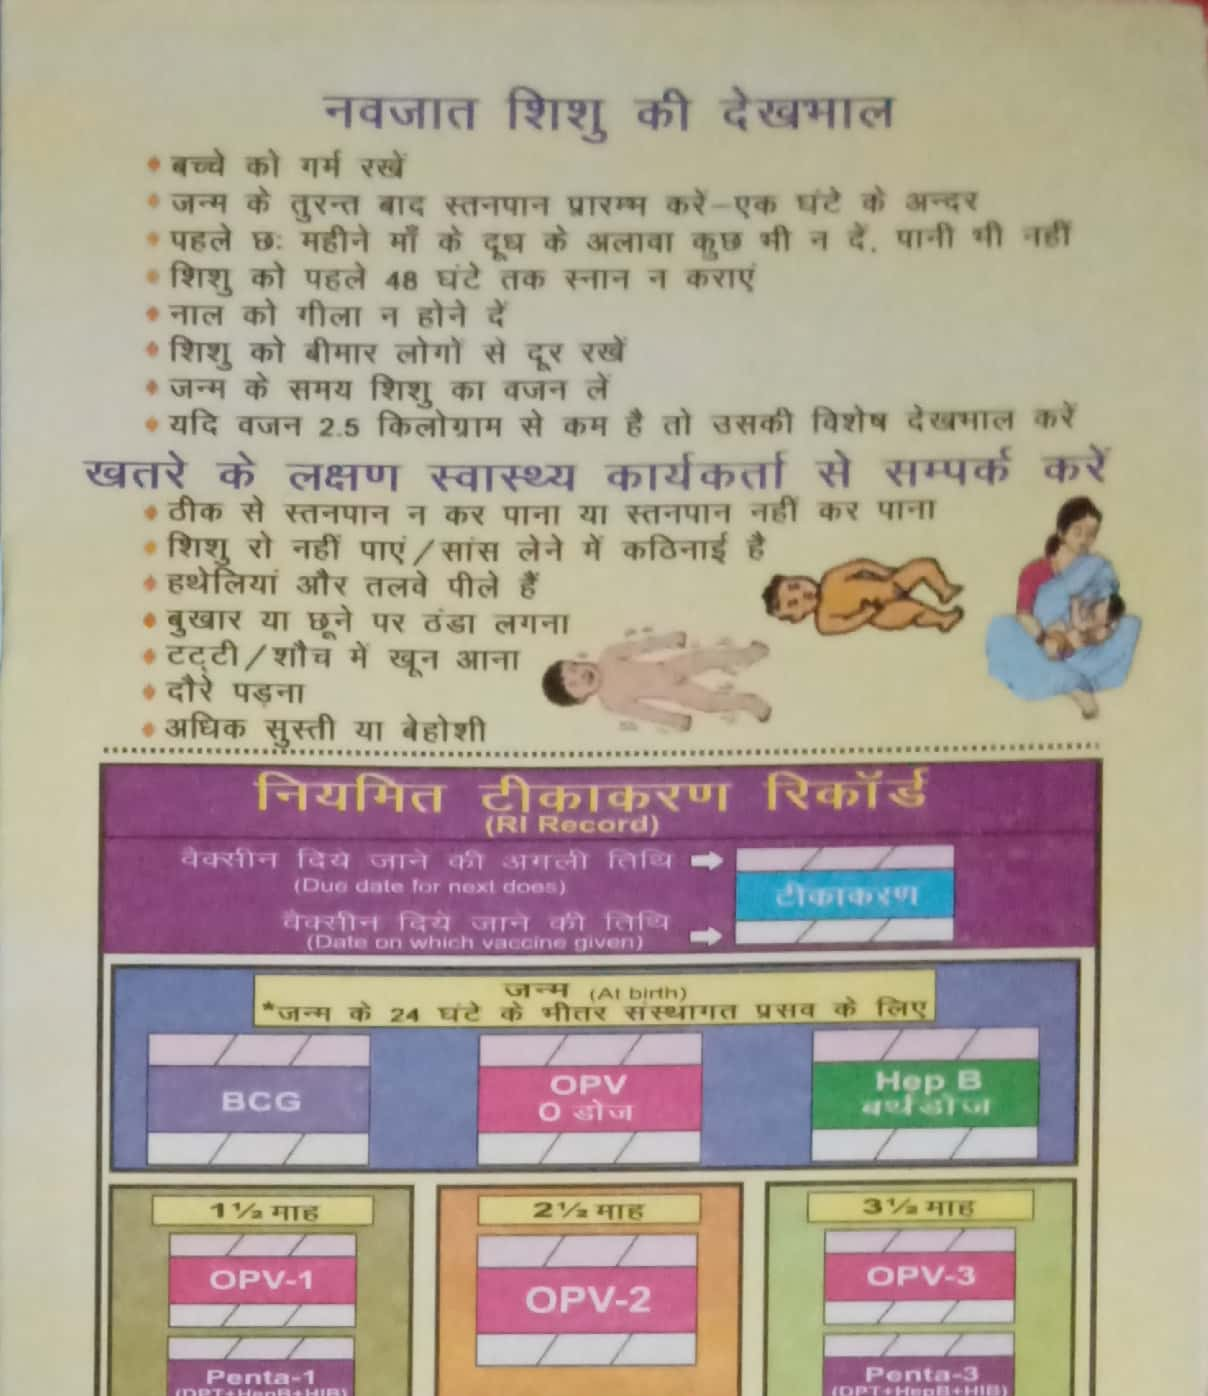 नवजात शिशु की देखभाल
बच्चे को गर्म रखें
जन्म के तुरन्त बाद स्तनपान प्रारम्भ करें–एक घंटे के अन्दर
पहले छः महीने माँ के दूध के अलावा कुछ भी न दें, पानी भी नहीं
शिशु को पहले 48 घंटे तक स्नान न कराएं
नाल को गीला न होने दें
शिशु को बीमार लोगों से दूर रखें
जन्म के समय शिशु का वजन लें
यदि वजन 2.5 किलोग्राम से कम है तो उसकी विशेष देखभाल करें
खतरे के लक्षण स्वास्थ्य कार्यकर्ता से सम्पर्क करें
ठीक से स्तनपान न कर पाना या स्तनपान नहीं कर पाना
शिशु रो नहीं पाएं/सांस लेने में कठिनाई है
हथेलियां और तलवे पीले हैं
बुखार या छूने पर ठंडा लगना
टट्टी/शौच में खून आना
दौरे पड़ना
अधिक सुस्ती या बेहोशी
नियमित टीकाकरण रिकॉर्ड
(RI Record)
वैक्सीन दिये जाने की अगली तिथि
(Due date for next does)
टीकाकरण
वैक्सीन दिये जाने की तिथि
(Date on which vaccine given)
जन्म (At birth)
*जन्म के 24 घंटे के भीतर संस्थागत प्रसव के लिए
BCG
OPV
0 डोज
Hep B
बर्थडोज
1½ माह
2½ माह
3½ माह
OPV-1
OPV-2
OPV-3
Penta-1
(DPT+HepB+HIB)
Penta-3
(DPT+HepB+HIB)